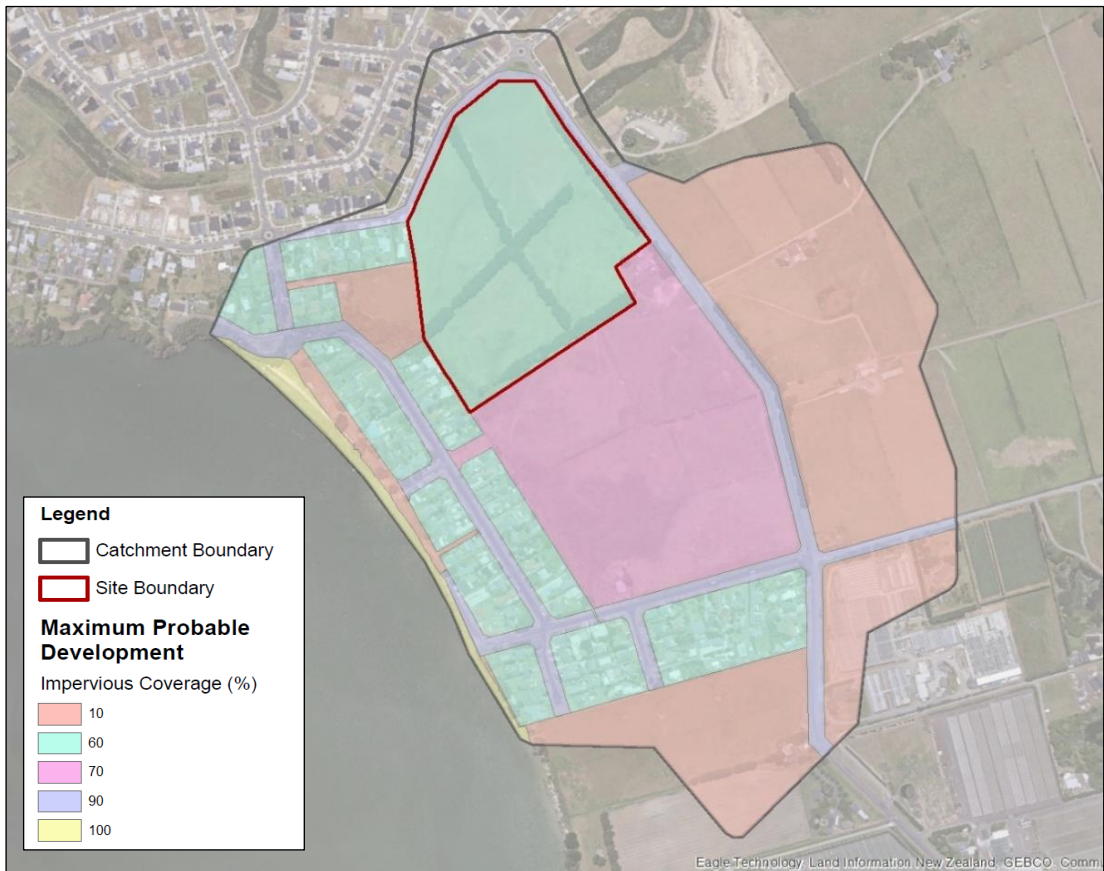 Legend
Catchment Boundary
Site Boundary
Maximum Probable
Development
Impervious Coverage (%)
10
60
70
90
100
Eagle Technology, Land Information New Zealand, GEBCO, Commu